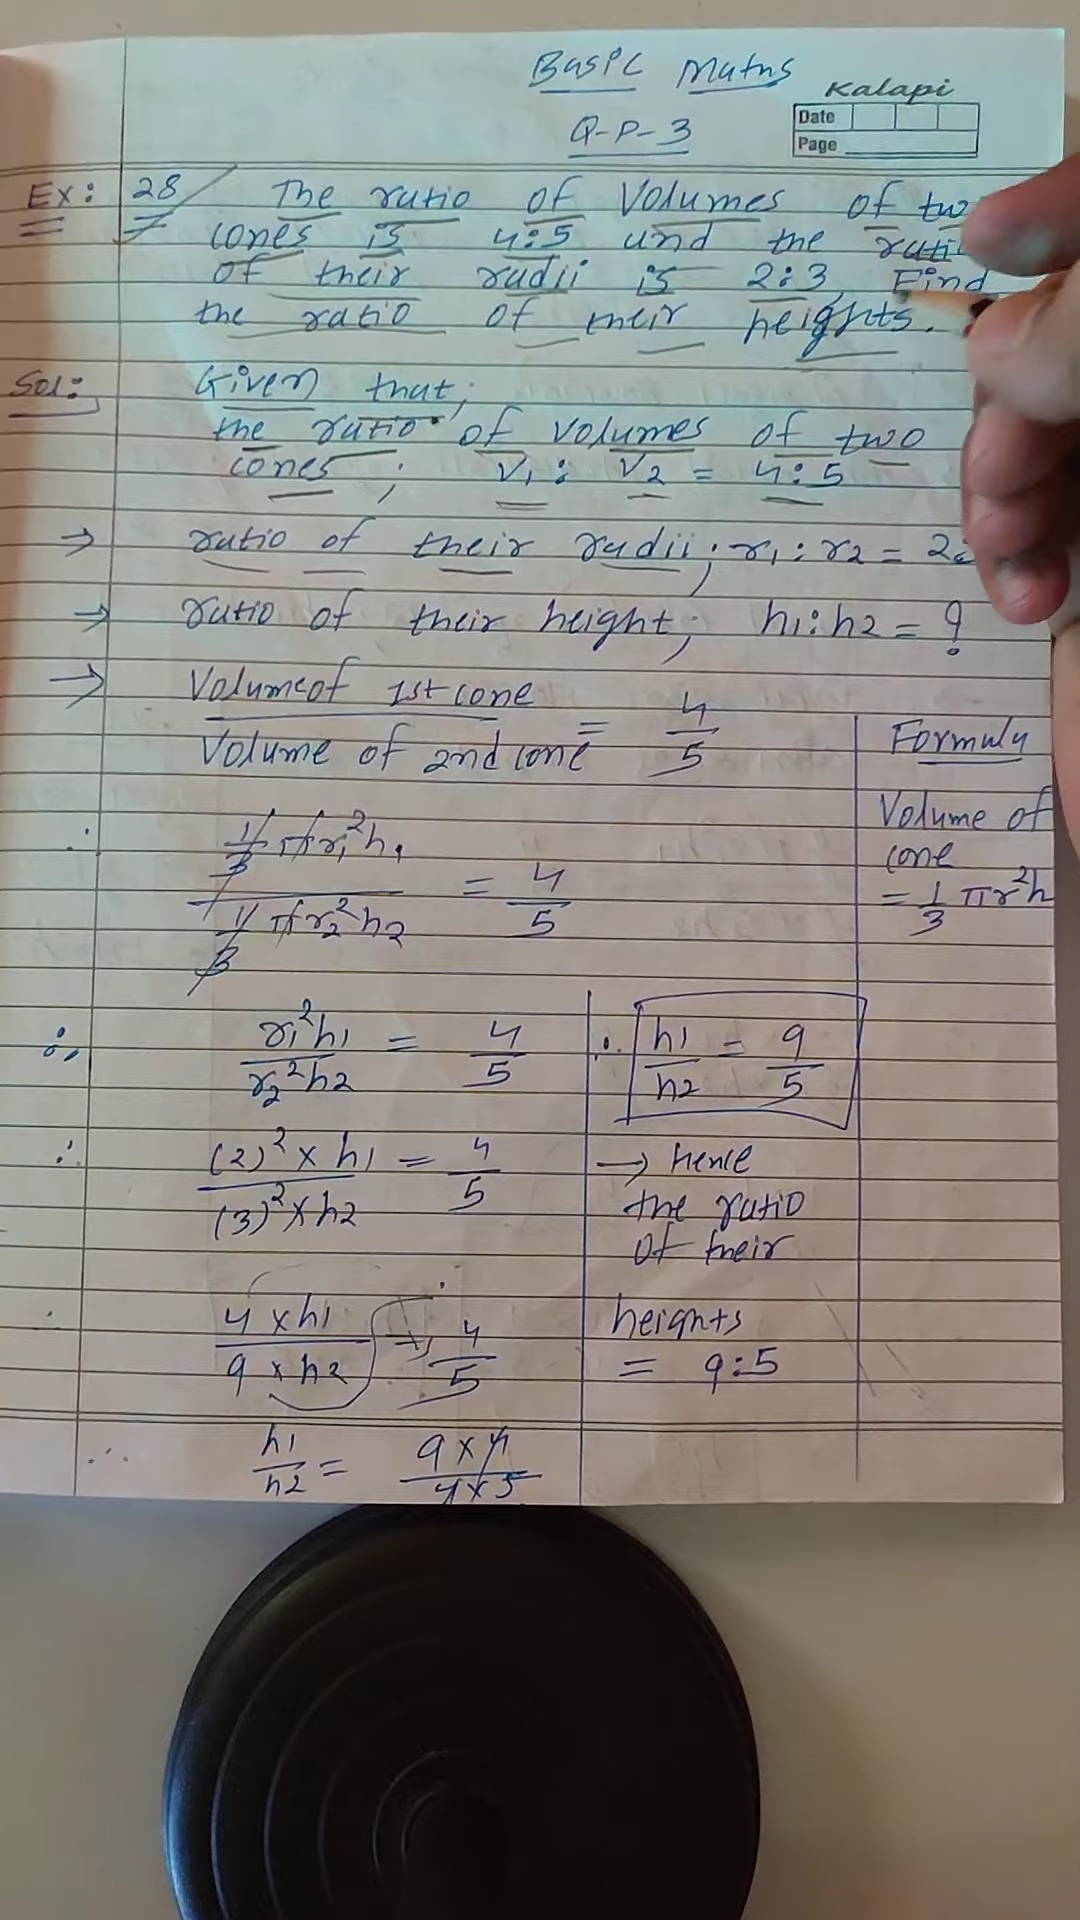 Basic Maths
Kalapi
Date
Page
Q-P-3
Ex: 28 The ratio of Volumes of two
cones is 4:5 and the ratio
of their radii is 2:3. Find
the ratio of their heights.
Sol: Given that,
the ratio of volumes of two
cones ; V1 : V2 = 4:5
→ ratio of their radii ; r1 : r2 = 2:
→ ratio of their height ; h1 : h2 = ?
→ Volume of 1st cone
Volume of 2nd cone = 4/5
Formula
Volume of
cone
= 1/3 πr²h
∴ 1/3 πr1²h1
1/3 πr2²h2 = 4/5
∴ r1²h1 / r2²h2 = 4/5
∴ (2)² × h1 / (3)² × h2 = 4/5
∴ 4 × h1 / 9 × h2 = 4/5
∴ h1/h2 = 9 × 4 / 4 × 5
∴ h1/h2 = 9/5
→ Hence
the ratio
of their
heights
= 9:5